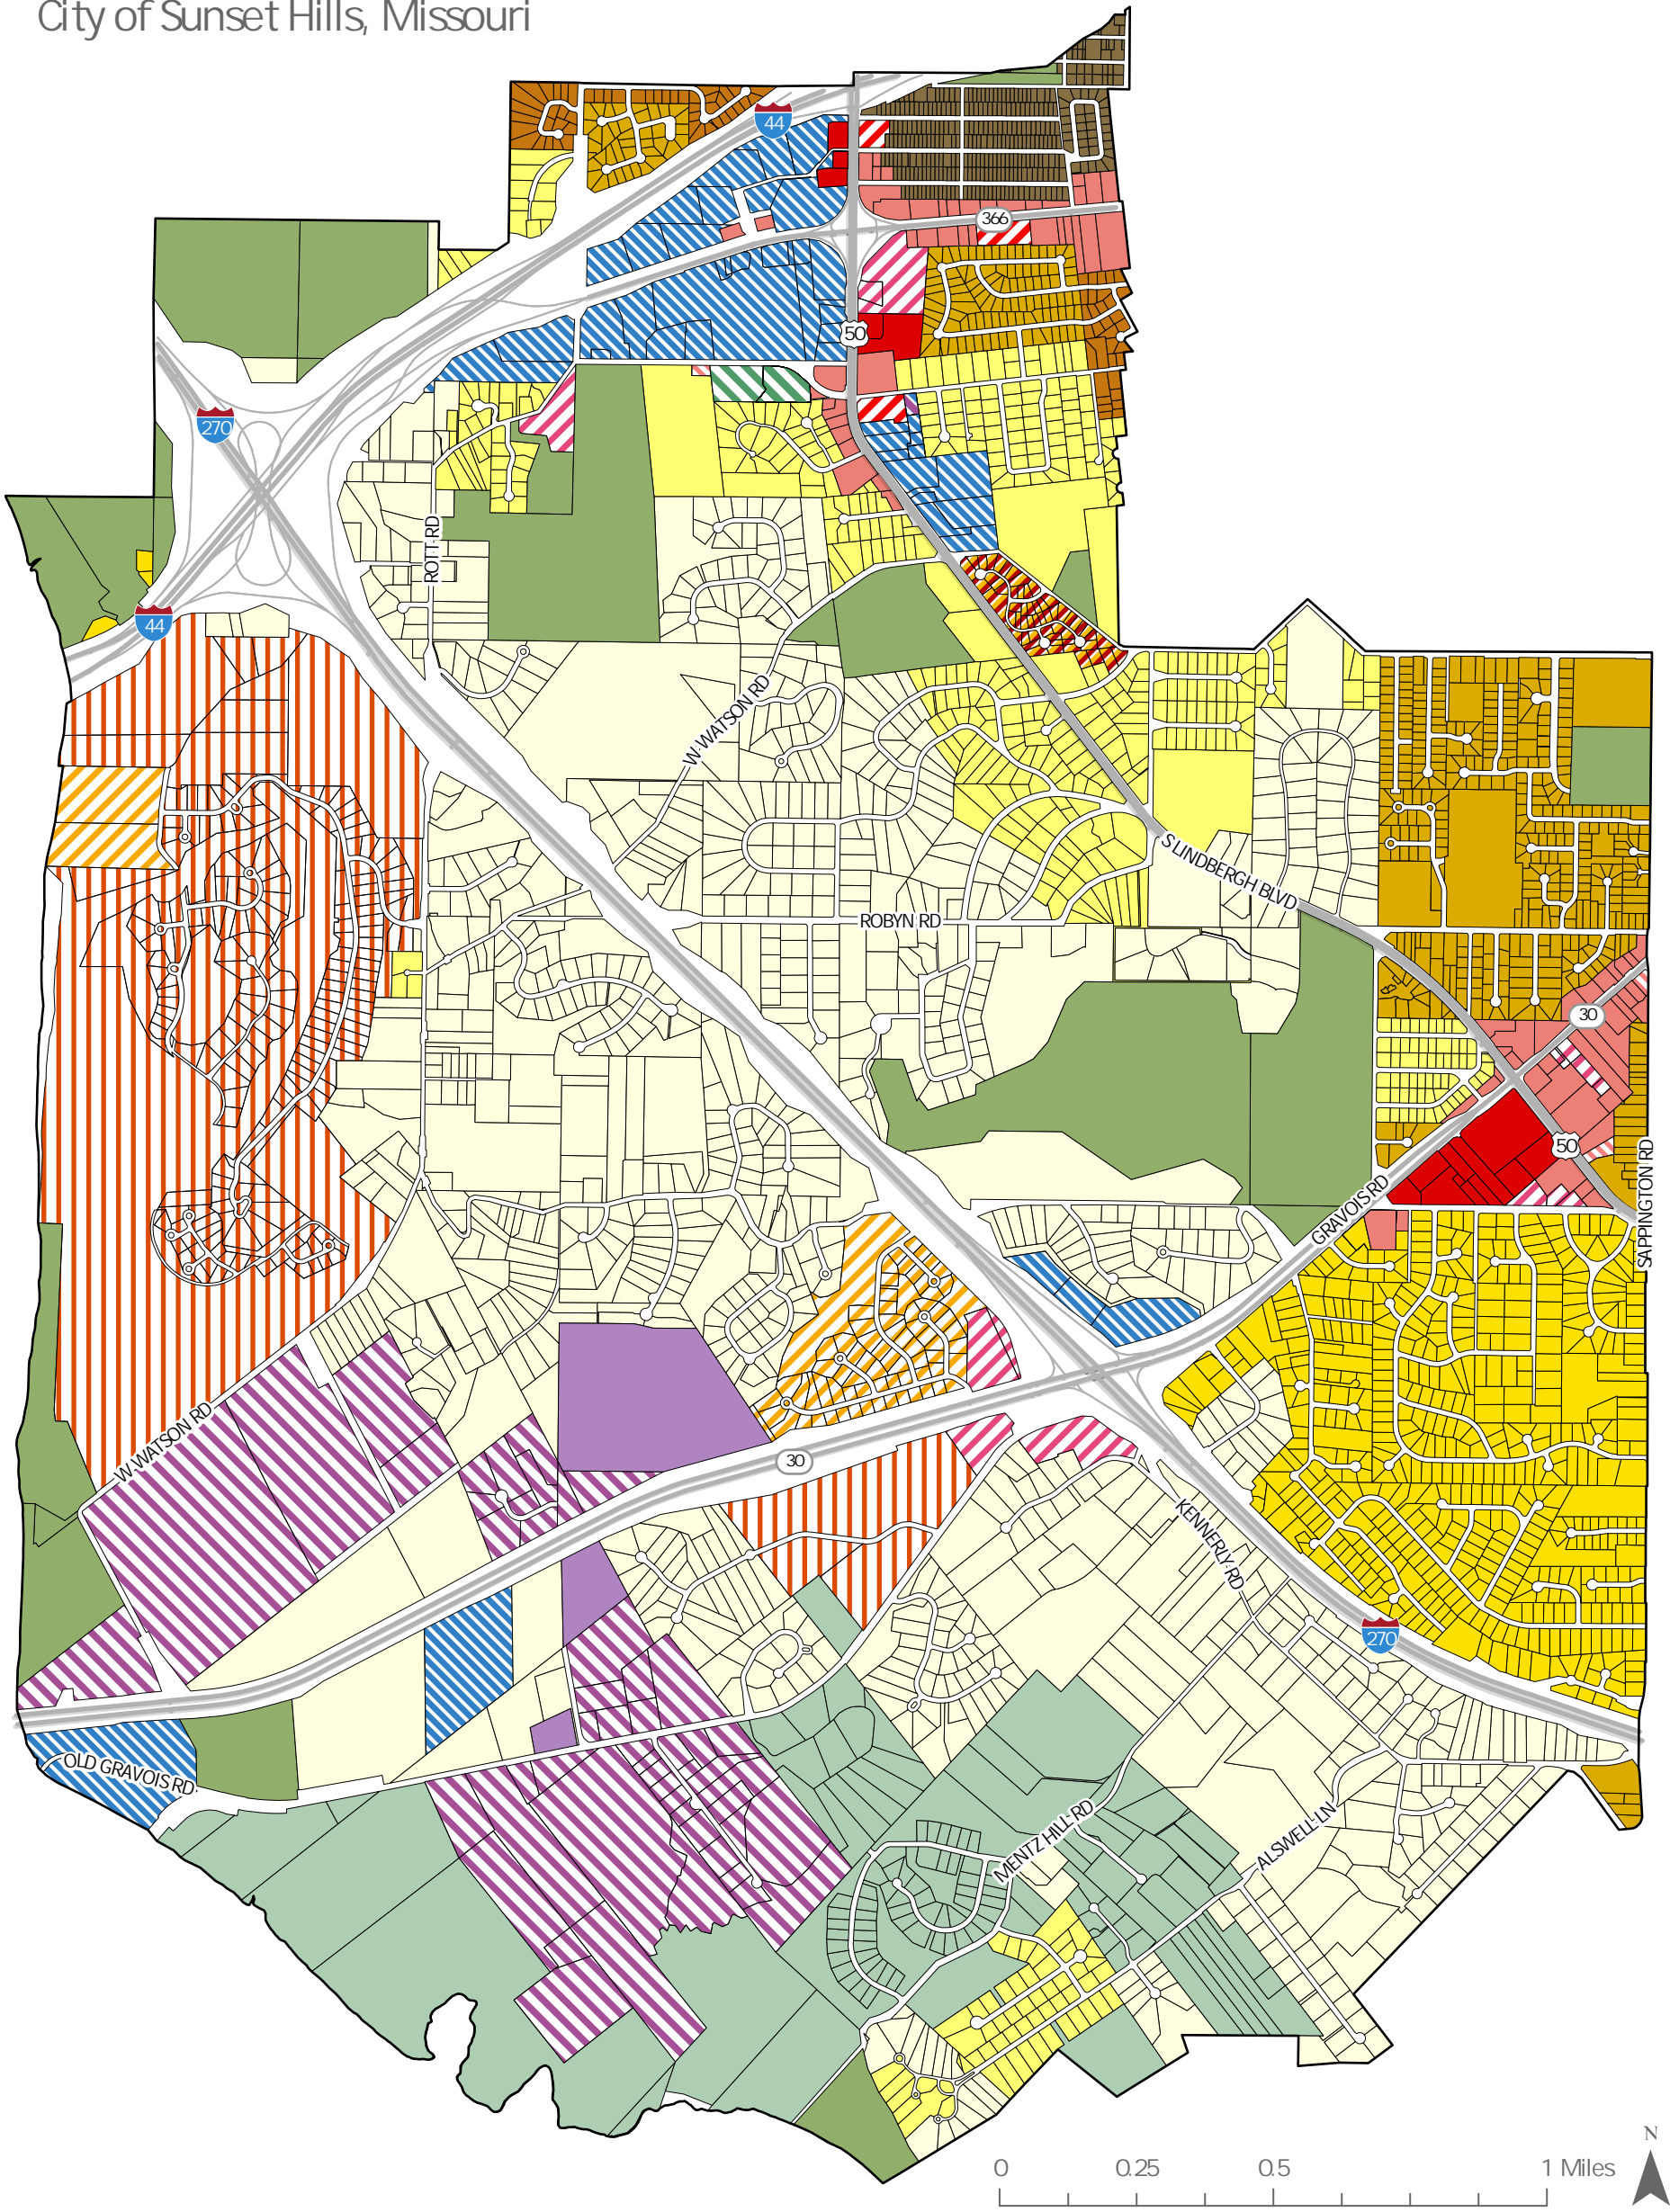 City of Sunset Hills, Missouri
44
366
50
270
ROTT RD
44
W WATSON RD
S LINDBERGH BLVD
ROBYN RD
30
50
SAPPINGTON RD
GRAVOIS RD
W WATSON RD
30
KENNERLY RD
270
OLD GRAVOIS RD
MENTZ HILL RD
ALSWELL LN
N
0 0.25 0.5 1 Miles